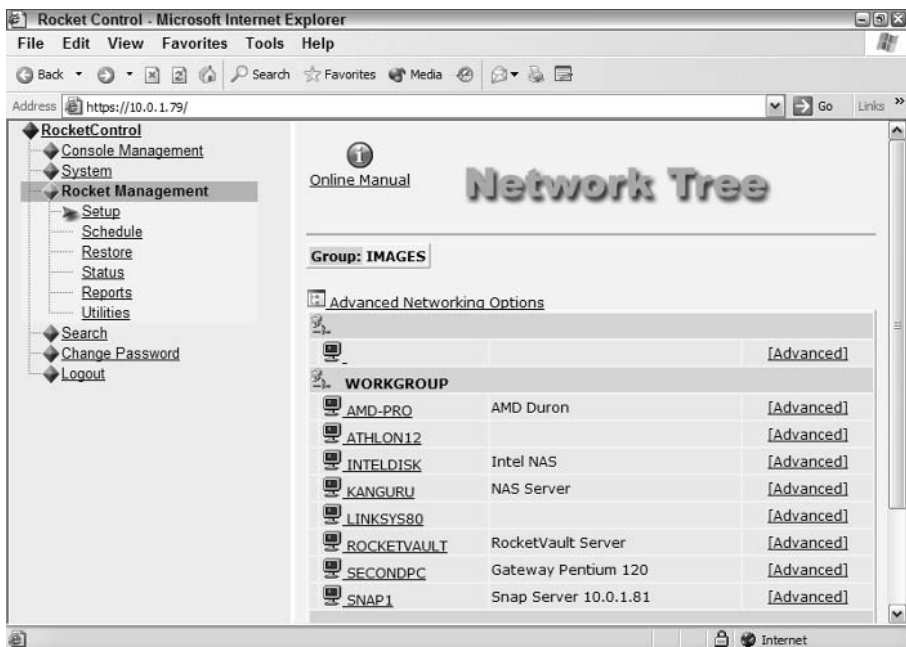 Rocket Control - Microsoft Internet Explorer
File Edit View Favorites Tools Help
Back Search Favorites Media
Address https://10.0.1.79/ Go Links »
RocketControl
Console Management
System
Rocket Management
Setup
Schedule
Restore
Status
Reports
Utilities
Search
Change Password
Logout
Online Manual
Network Tree
Group: IMAGES
Advanced Networking Options
[Advanced]
WORKGROUP
AMD-PRO AMD Duron [Advanced]
ATHLON12 [Advanced]
INTELDISK Intel NAS [Advanced]
KANGURU NAS Server [Advanced]
LINKSYS80 [Advanced]
ROCKETVAULT RocketVault Server [Advanced]
SECONDPC Gateway Pentium 120 [Advanced]
SNAP1 Snap Server 10.0.1.81 [Advanced]
Internet